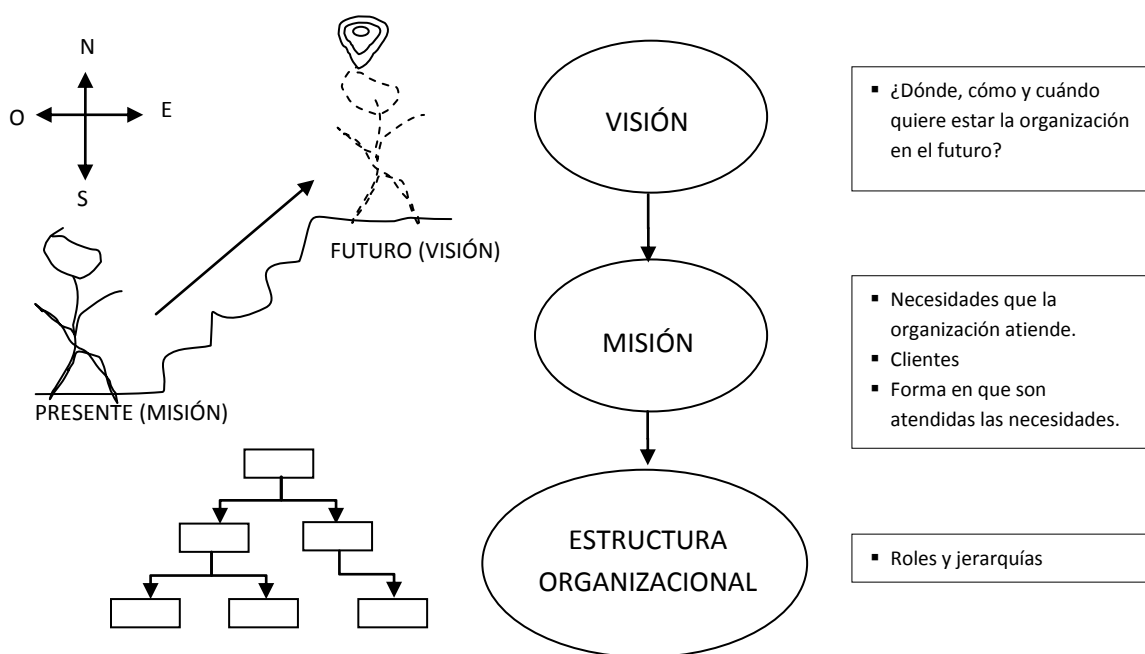 N
O
E
S
FUTURO (VISIÓN)
PRESENTE (MISIÓN)
VISIÓN
▪ ¿Dónde, cómo y cuándo
quiere estar la organización
en el futuro?
MISIÓN
▪ Necesidades que la
organización atiende.
▪ Clientes
▪ Forma en que son
atendidas las necesidades.
ESTRUCTURA
ORGANIZACIONAL
▪ Roles y jerarquías